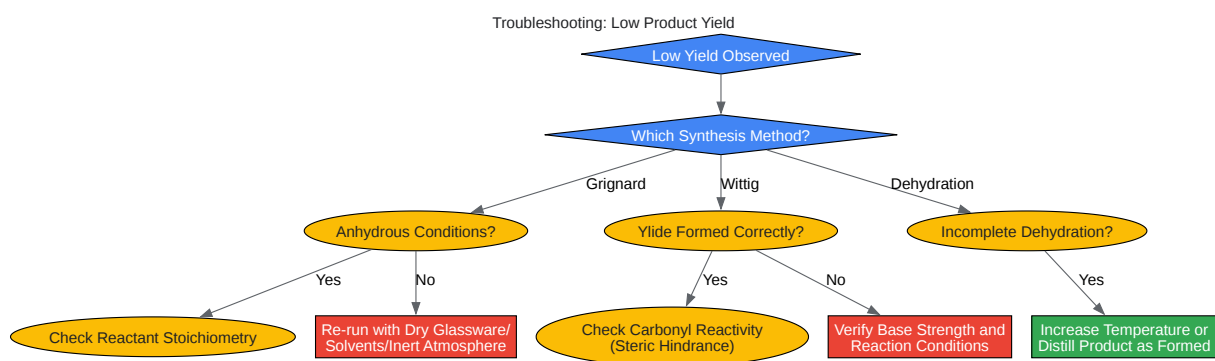 Troubleshooting: Low Product Yield
Low Yield Observed
Which Synthesis Method?
Grignard
Wittig
Dehydration
Anhydrous Conditions?
Ylide Formed Correctly?
Incomplete Dehydration?
Yes
No
Yes
No
Yes
Check Reactant Stoichiometry
Re-run with Dry Glassware/
Solvents/Inert Atmosphere
Check Carbonyl Reactivity
(Steric Hindrance)
Verify Base Strength and
Reaction Conditions
Increase Temperature or
Distill Product as Formed